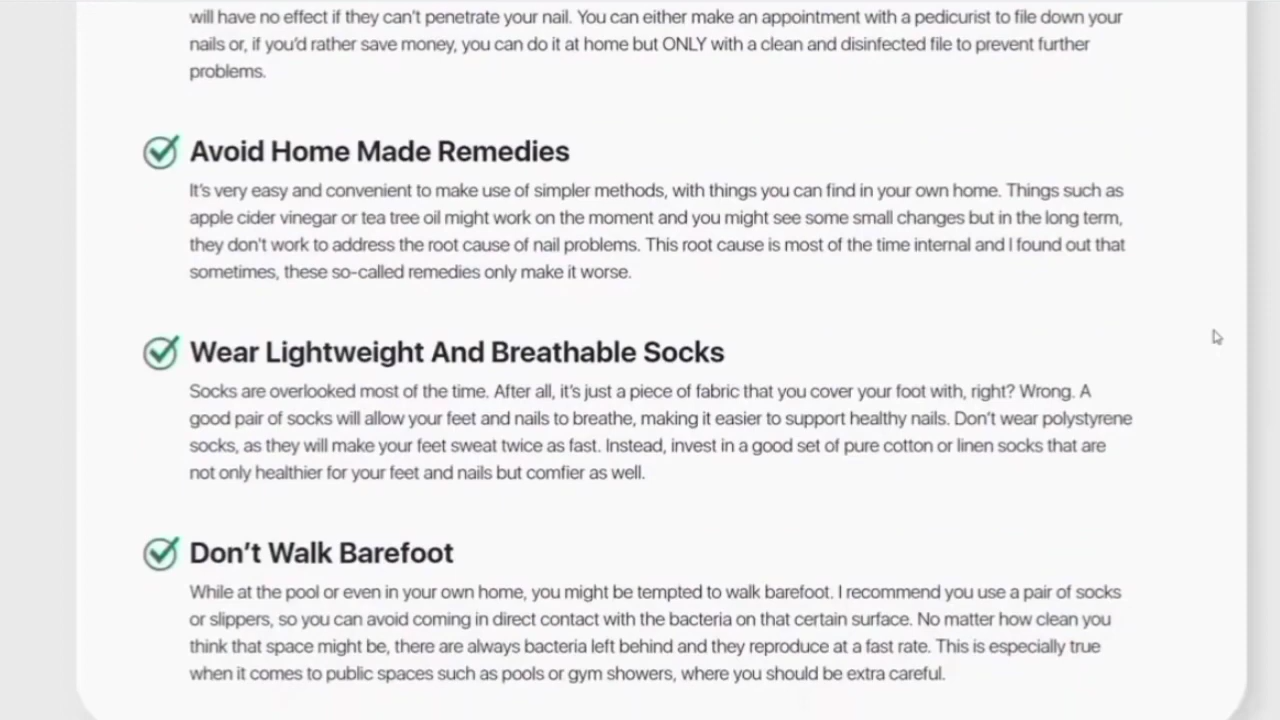 will have no effect if they can't penetrate your nail. You can either make an appointment with a pedicurist to file down your
nails or, if you'd rather save money, you can do it at home but ONLY with a clean and disinfected file to prevent further
problems.
Avoid Home Made Remedies
It's very easy and convenient to make use of simpler methods, with things you can find in your own home. Things such as
apple cider vinegar or tea tree oil might work on the moment and you might see some small changes but in the long term,
they don't work to address the root cause of nail problems. This root cause is most of the time internal and I found out that
sometimes, these so-called remedies only make it worse.
Wear Lightweight And Breathable Socks
Socks are overlooked most of the time. After all, it's just a piece of fabric that you cover your foot with, right? Wrong. A
good pair of socks will allow your feet and nails to breathe, making it easier to support healthy nails. Don't wear polystyrene
socks, as they will make your feet sweat twice as fast. Instead, invest in a good set of pure cotton or linen socks that are
not only healthier for your feet and nails but comfier as well.
Don't Walk Barefoot
While at the pool or even in your own home, you might be tempted to walk barefoot. I recommend you use a pair of socks
or slippers, so you can avoid coming in direct contact with the bacteria on that certain surface. No matter how clean you
think that space might be, there are always bacteria left behind and they reproduce at a fast rate. This is especially true
when it comes to public spaces such as pools or gym showers, where you should be extra careful.